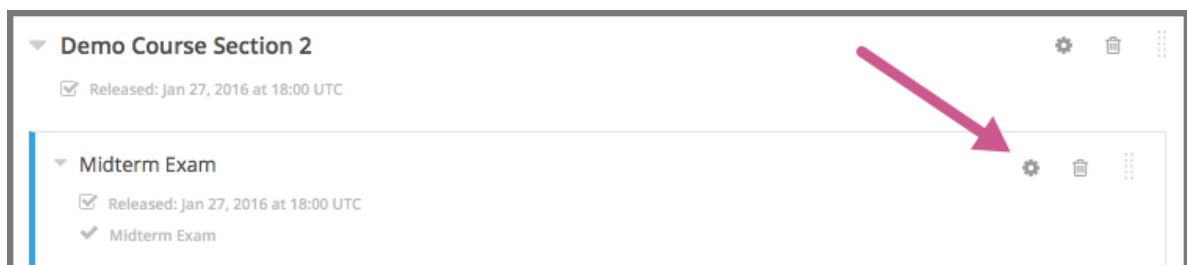 Demo Course Section 2
Released: Jan 27, 2016 at 18:00 UTC
Midterm Exam
Released: Jan 27, 2016 at 18:00 UTC
Midterm Exam